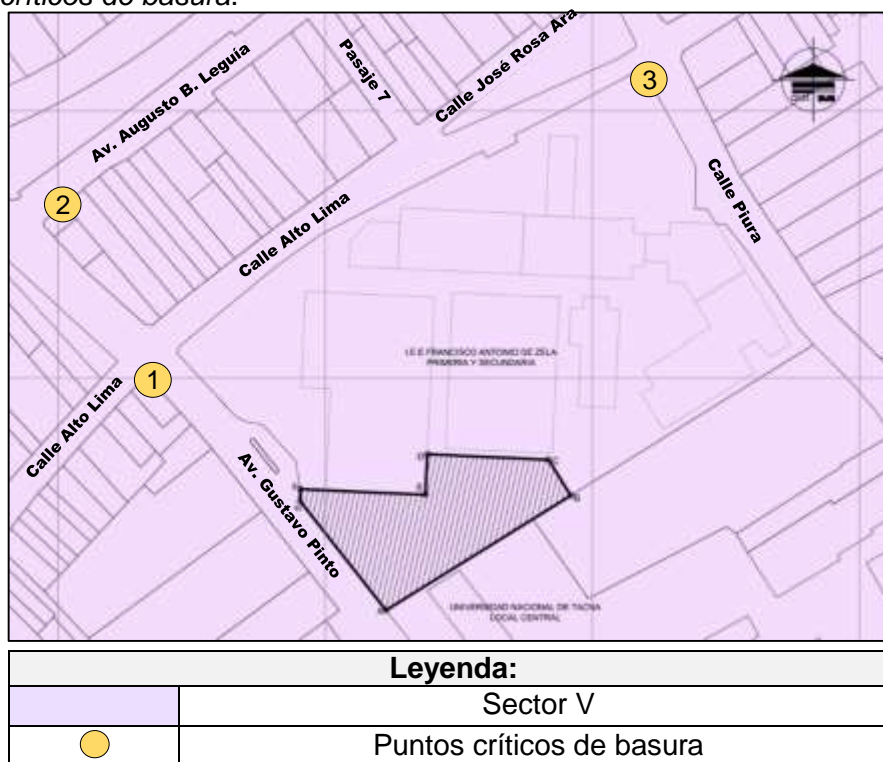 críticos de basura.
Av. Augusto B. Leguía
Pasaje 7
Calle José Rosa Ara
3
2
Calle Alto Lima
Calle Piura
I.E.E FRANCISCO ANTONIO DE ZELA
PRIMARIA Y SECUNDARIA
1
Calle Alto Lima
Av. Gustavo Pinto
UNIVERSIDAD NACIONAL DE TACNA
LOCAL CENTRAL
Leyenda:
Sector V
Puntos críticos de basura